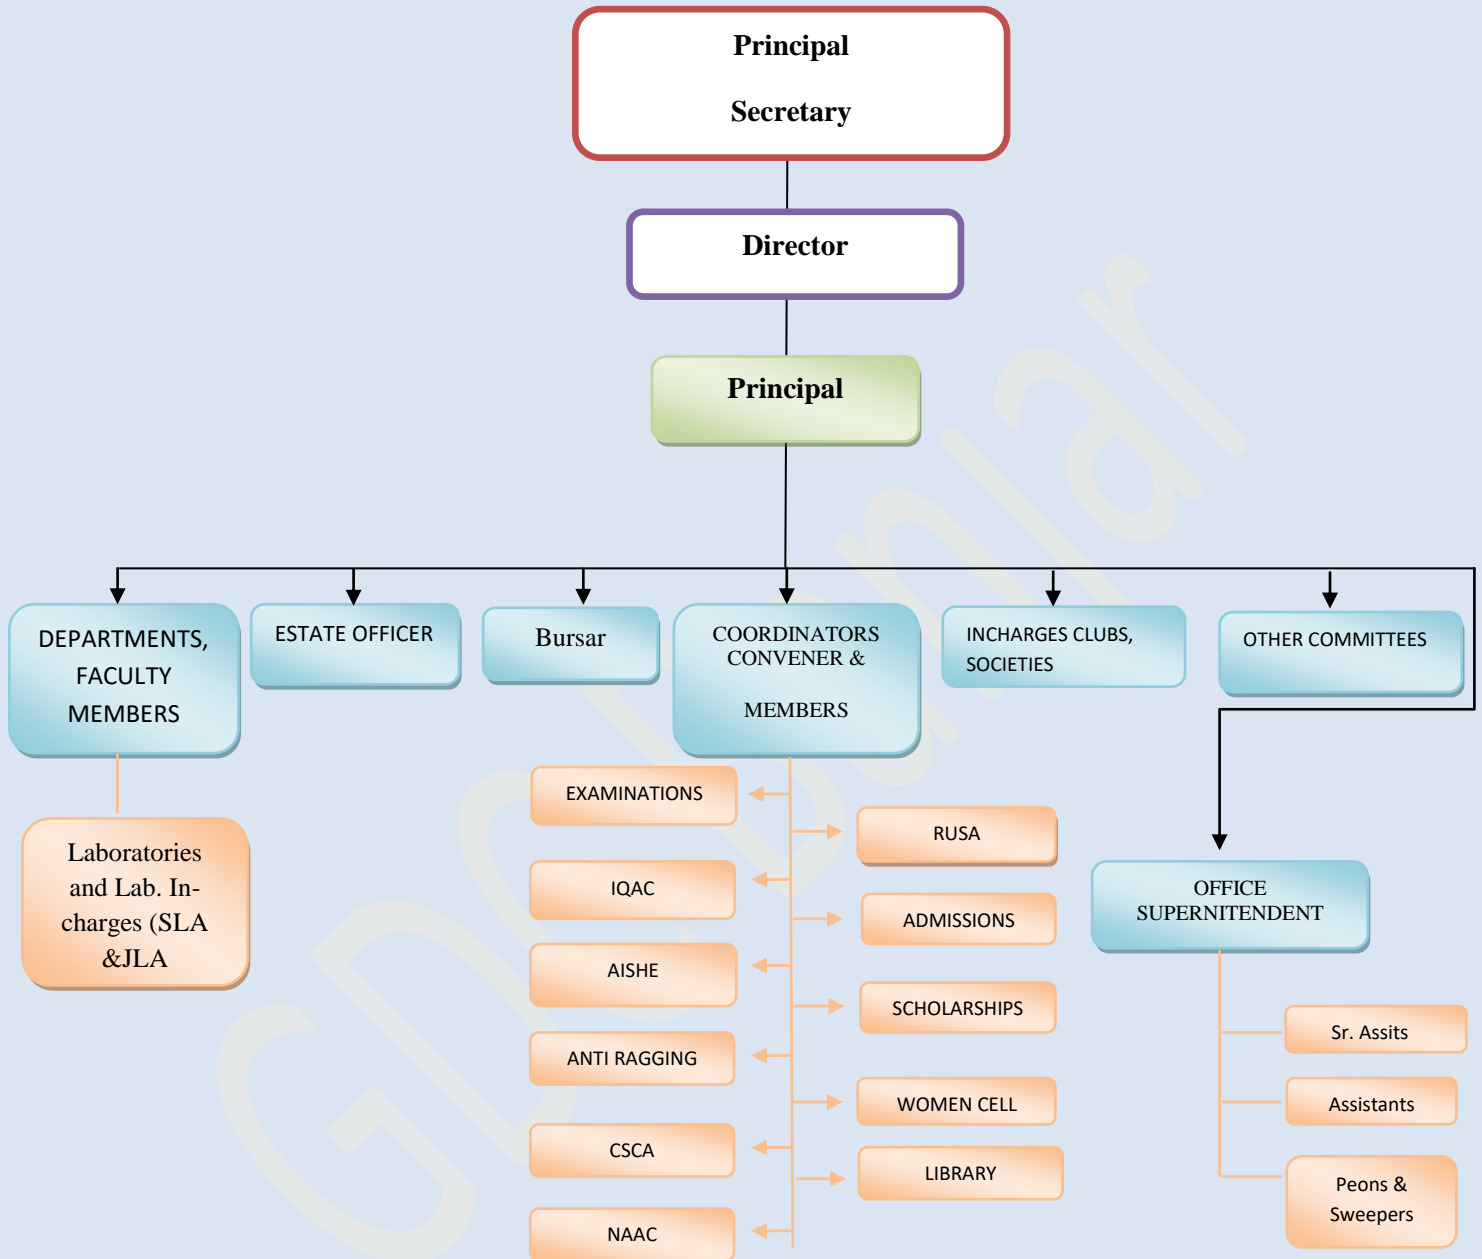 Principal
Secretary
Director
Principal
DEPARTMENTS,
FACULTY
MEMBERS
ESTATE OFFICER
Bursar
COORDINATORS
CONVENER &
MEMBERS
INCHARGES CLUBS,
SOCIETIES
OTHER COMMITTEES
Laboratories
and Lab. In-
charges (SLA
&JLA
EXAMINATIONS
RUSA
IQAC
ADMISSIONS
AISHE
SCHOLARSHIPS
ANTI RAGGING
WOMEN CELL
CSCA
LIBRARY
NAAC
OFFICE
SUPERNITENDENT
Sr. Assits
Assistants
Peons &
Sweepers
GDC Banjar